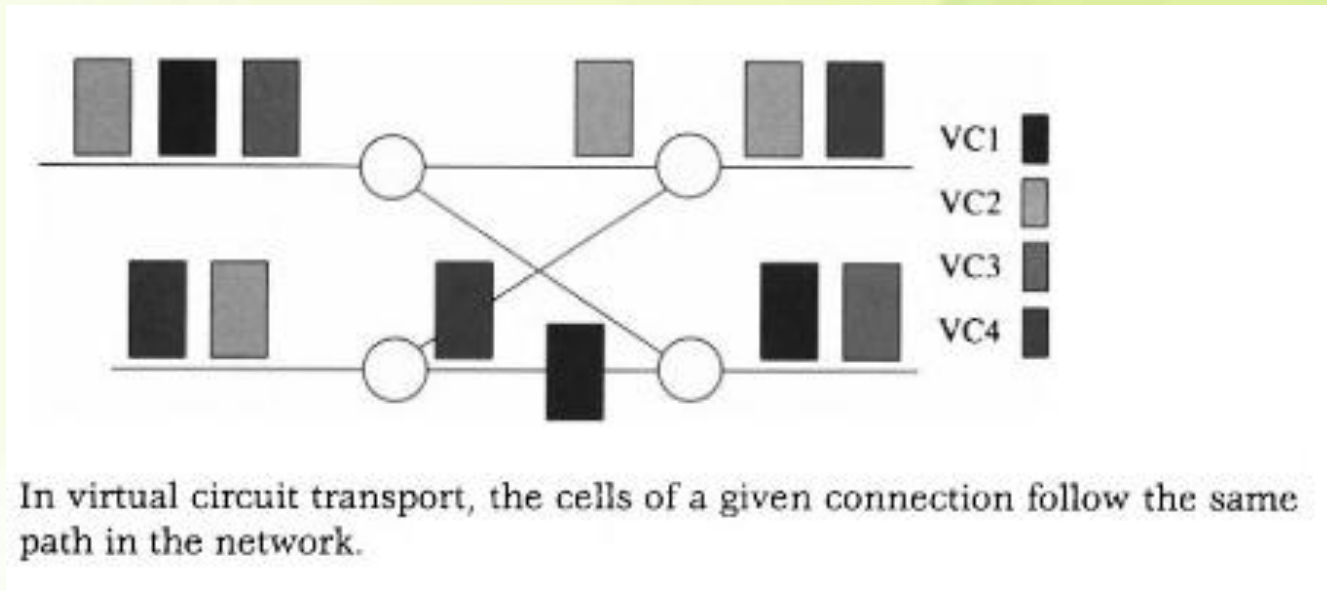 VC1
VC2
VC3
VC4
In virtual circuit transport, the cells of a given connection follow the same
path in the network.